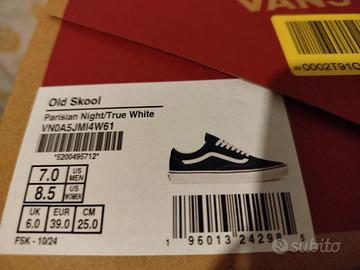 VANS
IN0002T91C
Old Skool
Parisian Night/True White
VN0A5JMI4W61
*5200495712*
7.0 US MEN
8.5 US WOMEN
UK EUR CM
6.0 39.0 25.0
FSK - 10/24
1 96013 24298 5
subito